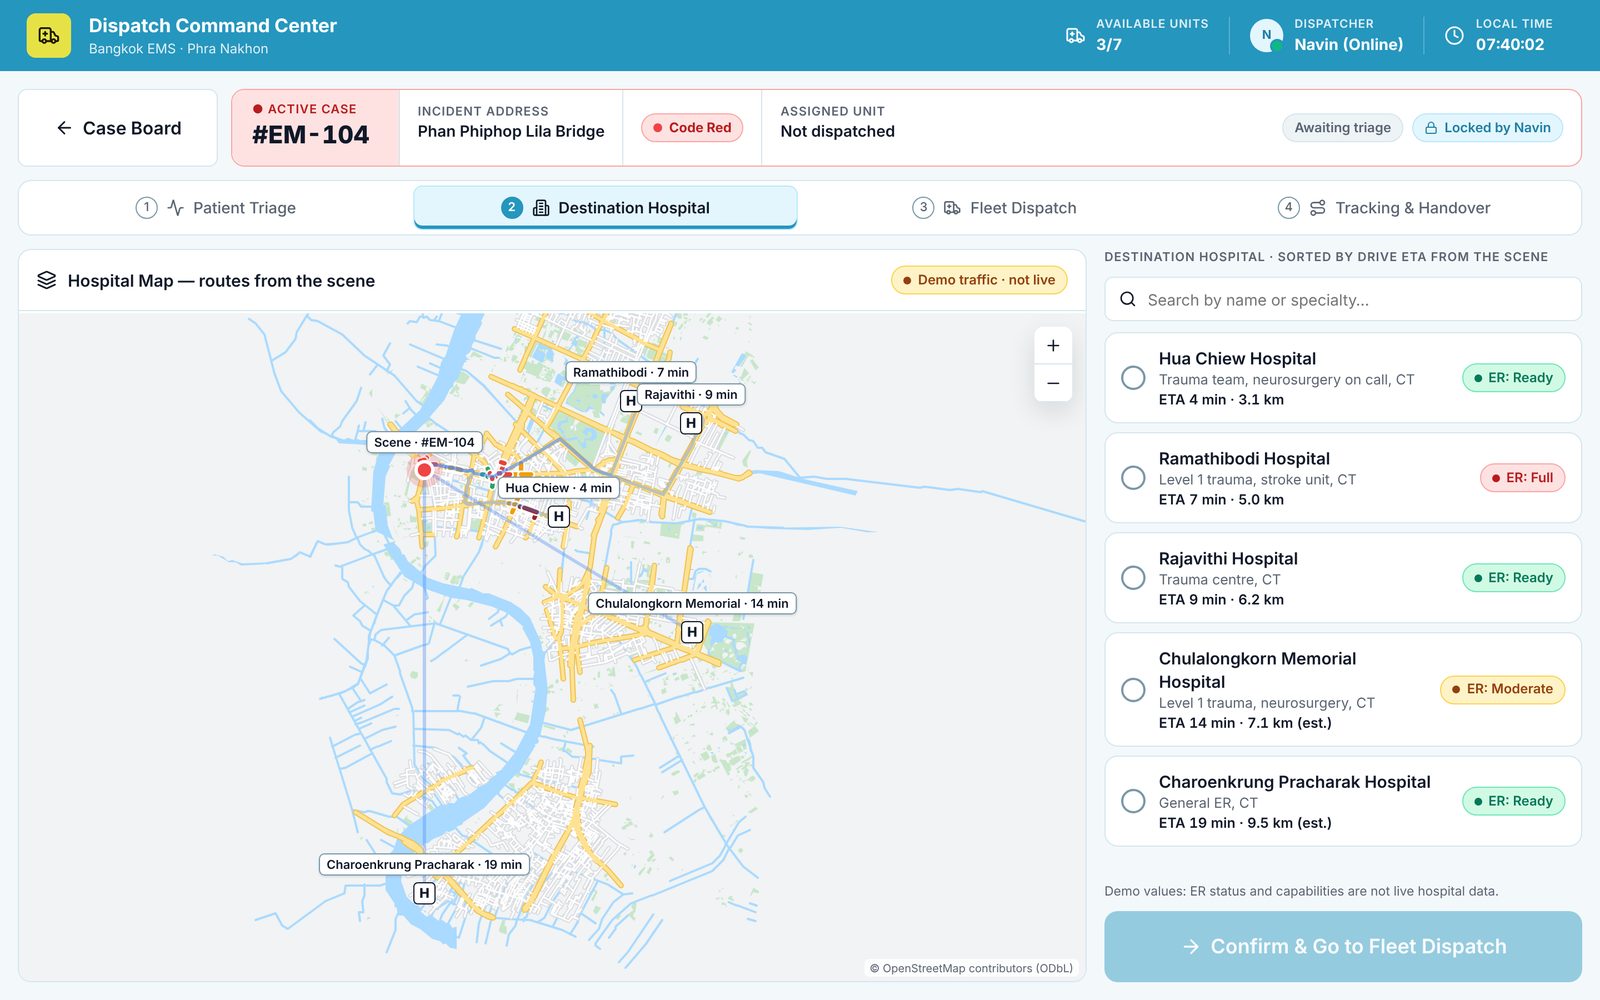 Dispatch Command Center
Bangkok EMS · Phra Nakhon
AVAILABLE UNITS
3/7
N
DISPATCHER
Navin (Online)
LOCAL TIME
07:40:02
Case Board
ACTIVE CASE
#EM-104
INCIDENT ADDRESS
Phan Phiphop Lila Bridge
Code Red
ASSIGNED UNIT
Not dispatched
Awaiting triage
Locked by Navin
1 Patient Triage
2 Destination Hospital
3 Fleet Dispatch
4 Tracking & Handover
Hospital Map — routes from the scene
Demo traffic · not live
+
−
Ramathibodi · 7 min
H
Rajavithi · 9 min
H
Scene · #EM-104
Hua Chiew · 4 min
H
Chulalongkorn Memorial · 14 min
H
Charoenkrung Pracharak · 19 min
H
© OpenStreetMap contributors (ODbL)
DESTINATION HOSPITAL · SORTED BY DRIVE ETA FROM THE SCENE
Search by name or specialty...
Hua Chiew Hospital
Trauma team, neurosurgery on call, CT
ETA 4 min · 3.1 km
ER: Ready
Ramathibodi Hospital
Level 1 trauma, stroke unit, CT
ETA 7 min · 5.0 km
ER: Full
Rajavithi Hospital
Trauma centre, CT
ETA 9 min · 6.2 km
ER: Ready
Chulalongkorn Memorial
Hospital
Level 1 trauma, neurosurgery, CT
ETA 14 min · 7.1 km (est.)
ER: Moderate
Charoenkrung Pracharak Hospital
General ER, CT
ETA 19 min · 9.5 km (est.)
ER: Ready
Demo values: ER status and capabilities are not live hospital data.
Confirm & Go to Fleet Dispatch